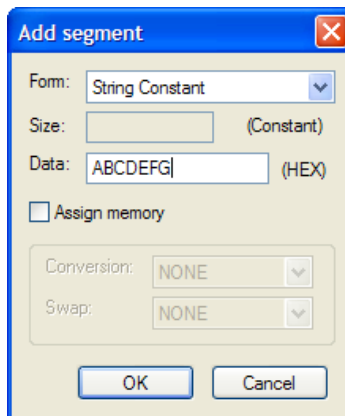 Add segment
Form: String Constant
Size: (Constant)
Data: ABCDEFG (HEX)
Assign memory
Conversion: NONE
Swap: NONE
OK Cancel